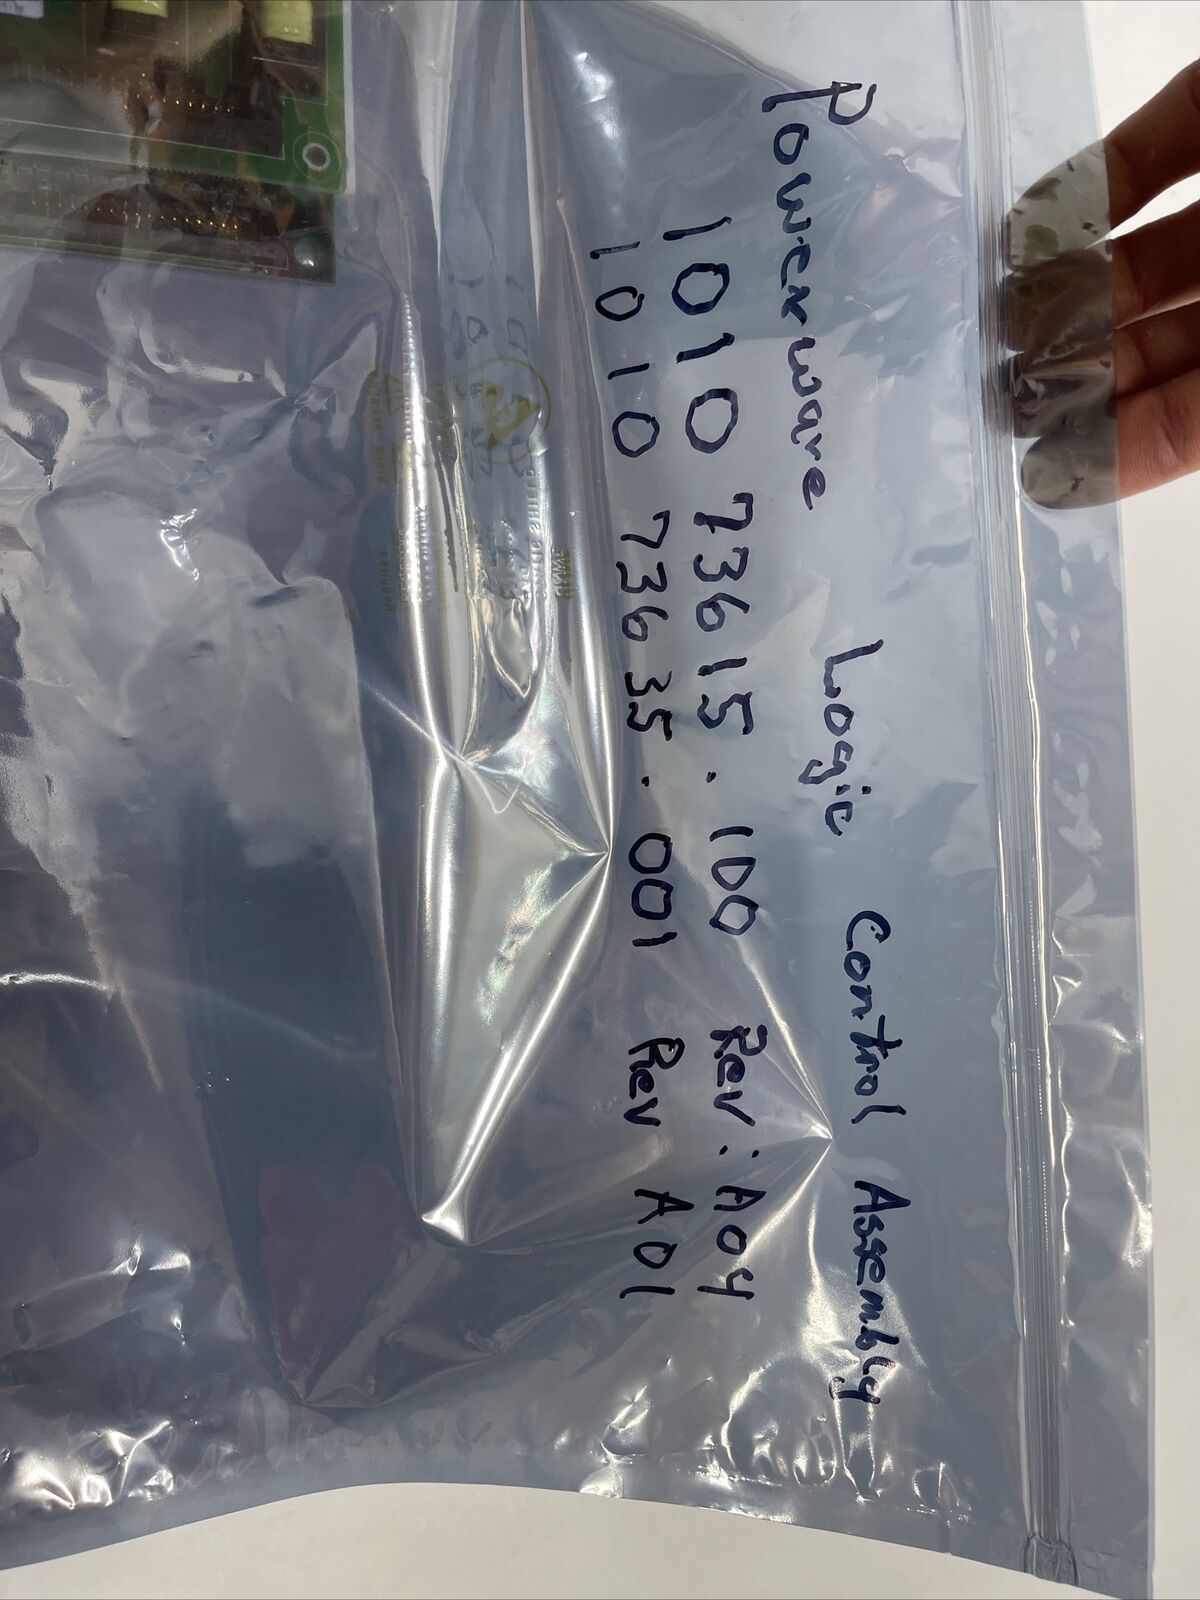 Powerware Logic Control Assembly
1010 73615 . 100 Rev : A04
1010 73635 . 001 Rev A01